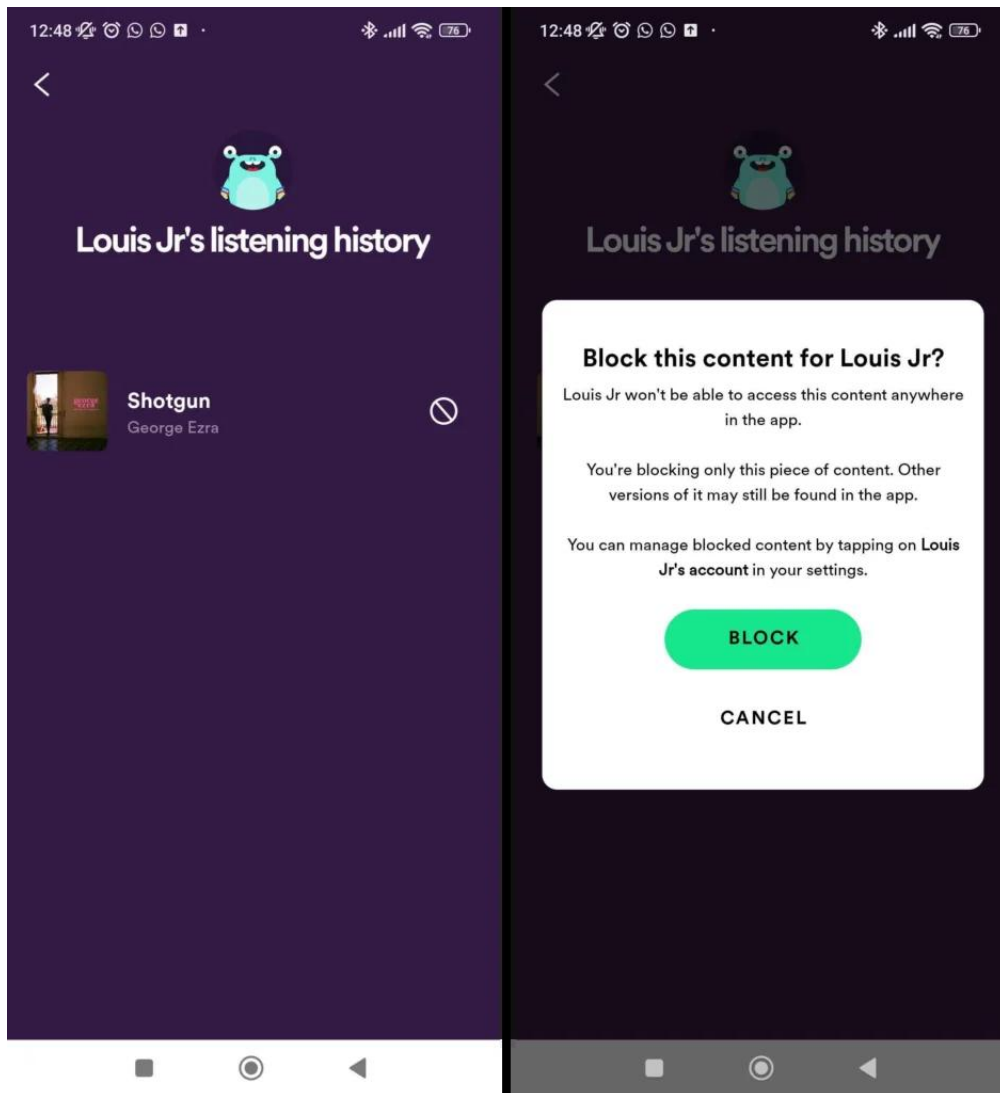 12:48
76
Louis Jr's listening history
Shotgun
George Ezra
12:48
76
Louis Jr's listening history
Block this content for Louis Jr?
Louis Jr won't be able to access this content anywhere
in the app.
You're blocking only this piece of content. Other
versions of it may still be found in the app.
You can manage blocked content by tapping on Louis
Jr's account in your settings.
BLOCK
CANCEL